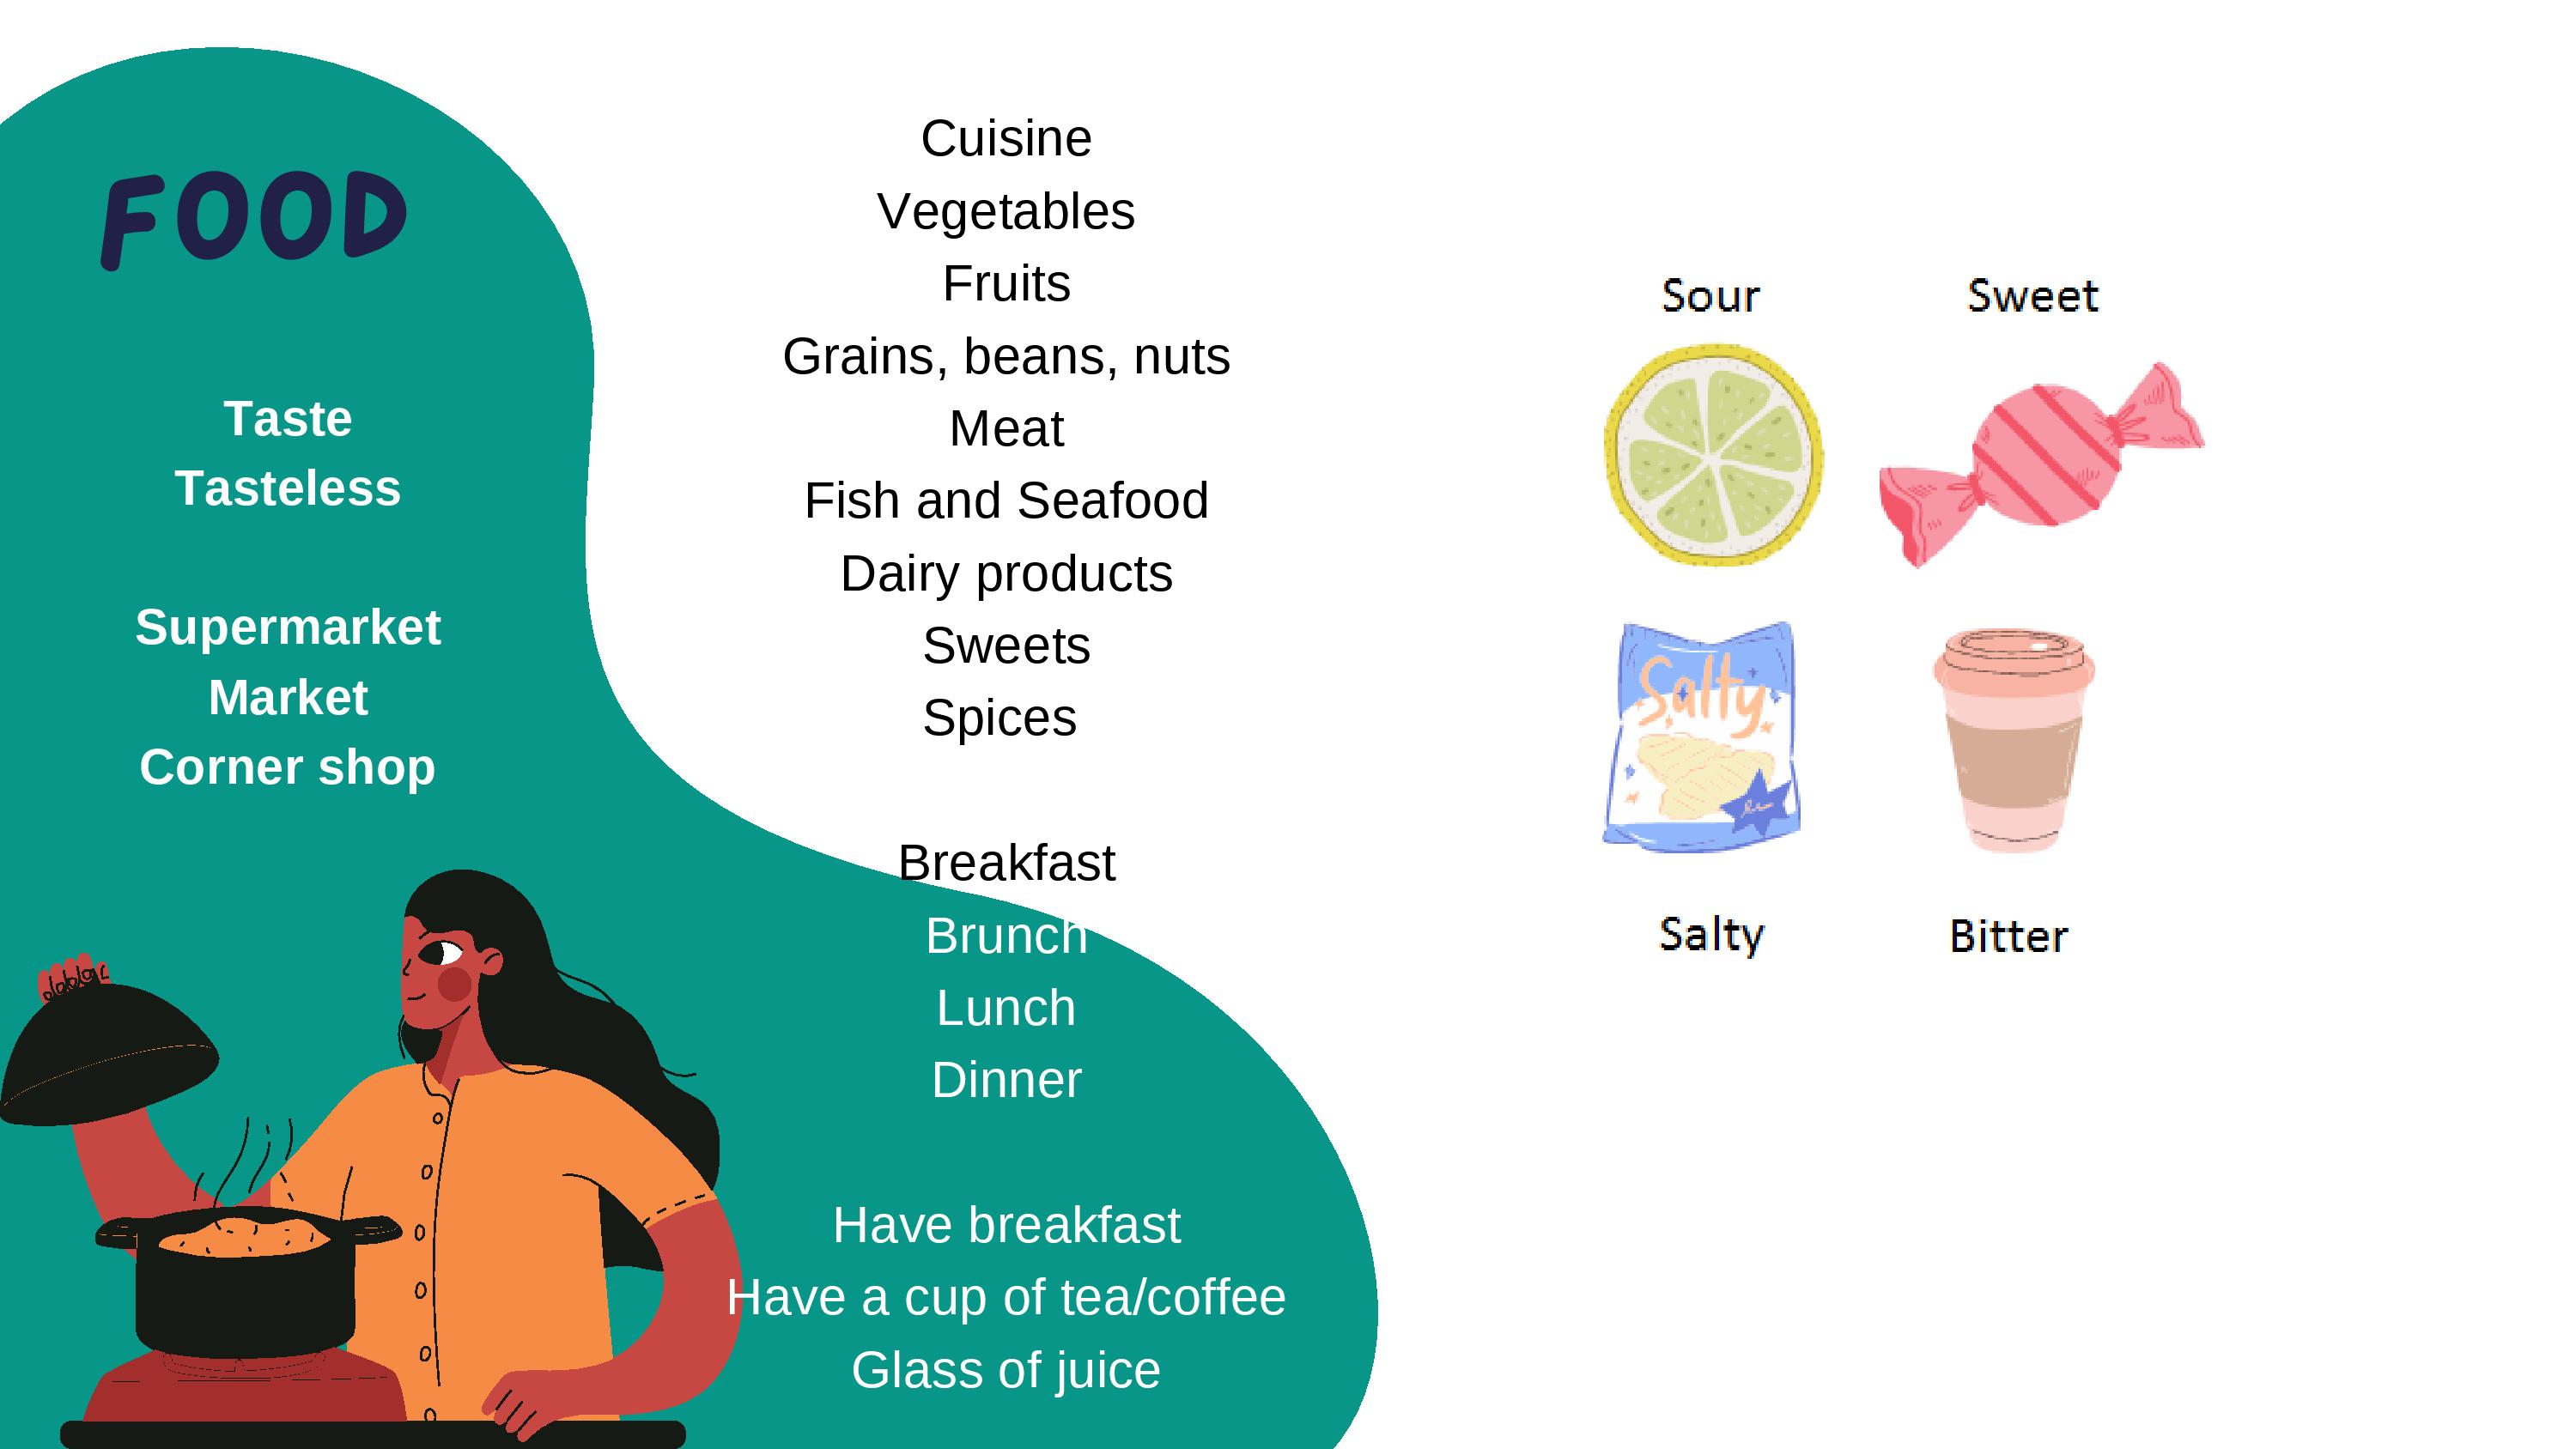 FOOD
Taste
Tasteless
Supermarket
Market
Corner shop
Cuisine
Vegetables
Fruits
Grains, beans, nuts
Meat
Fish and Seafood
Dairy products
Sweets
Spices
Breakfast
Brunch
Lunch
Dinner
Have breakfast
Have a cup of tea/coffee
Glass of juice
Sour
Sweet
Salty
Salty
Bitter